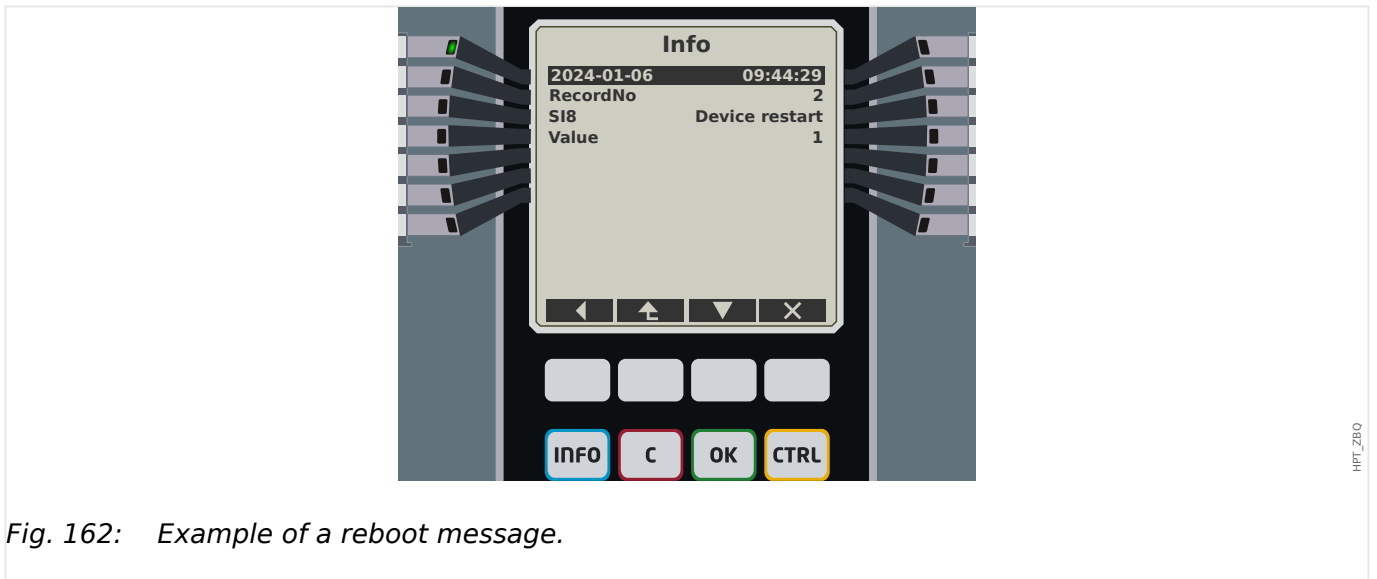 Info
2024-01-06 09:44:29
RecordNo 2
SI8 Device restart
Value 1
INFO C OK CTRL
HPT_ZBQ
Fig. 162: Example of a reboot message.